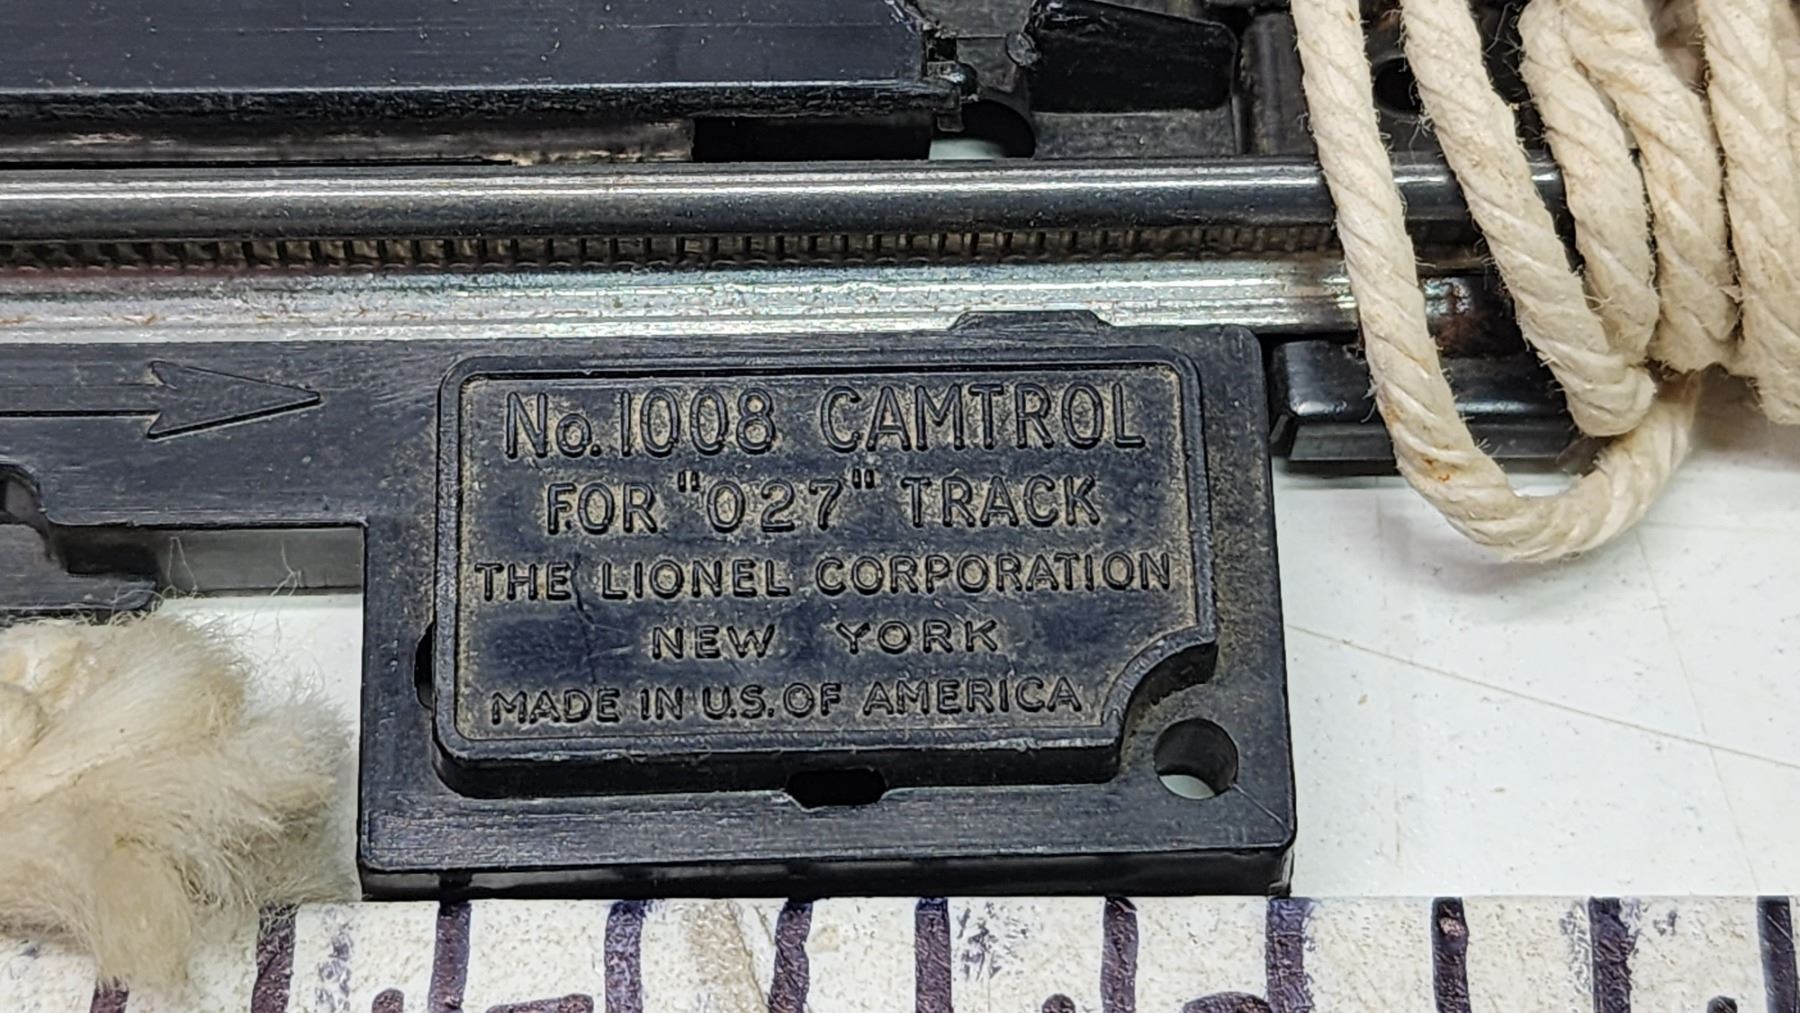 No. 1008 CAMTROL
FOR "027" TRACK
THE LIONEL CORPORATION
NEW YORK
MADE IN U.S. OF AMERICA